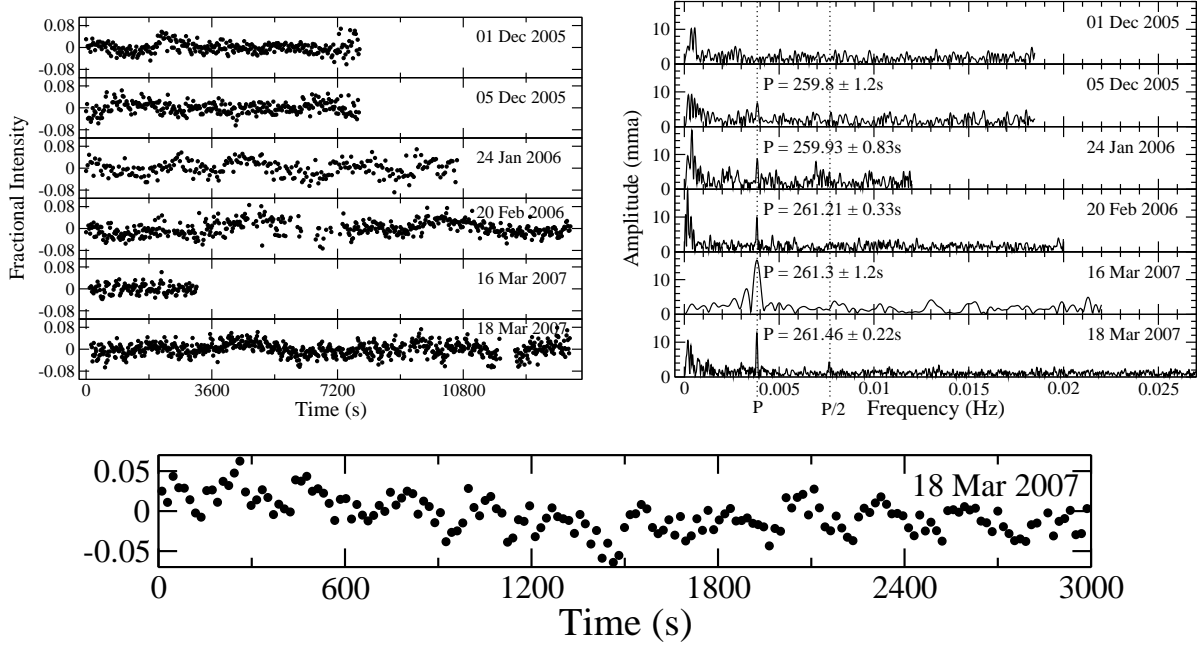 0.08
0
-0.08
01 Dec 2005
0
-0.08
05 Dec 2005
0.08
0
-0.08
24 Jan 2006
0.08
0
-0.08
20 Feb 2006
0.08
0
-0.08
16 Mar 2007
0.08
0
-0.08
18 Mar 2007
0 3600 7200 10800
Time (s)
Fractional Intensity
10
0
01 Dec 2005
10
0
P = 259.8 ± 1.2s
05 Dec 2005
10
0
P = 259.93 ± 0.83s
24 Jan 2006
10
0
P = 261.21 ± 0.33s
20 Feb 2006
10
0
P = 261.3 ± 1.2s
16 Mar 2007
10
0
P = 261.46 ± 0.22s
18 Mar 2007
0 0.005 0.01 0.015 0.02 0.025
P P/2 Frequency (Hz)
Amplitude (mma)
0.05
0
-0.05
18 Mar 2007
0 600 1200 1800 2400 3000
Time (s)